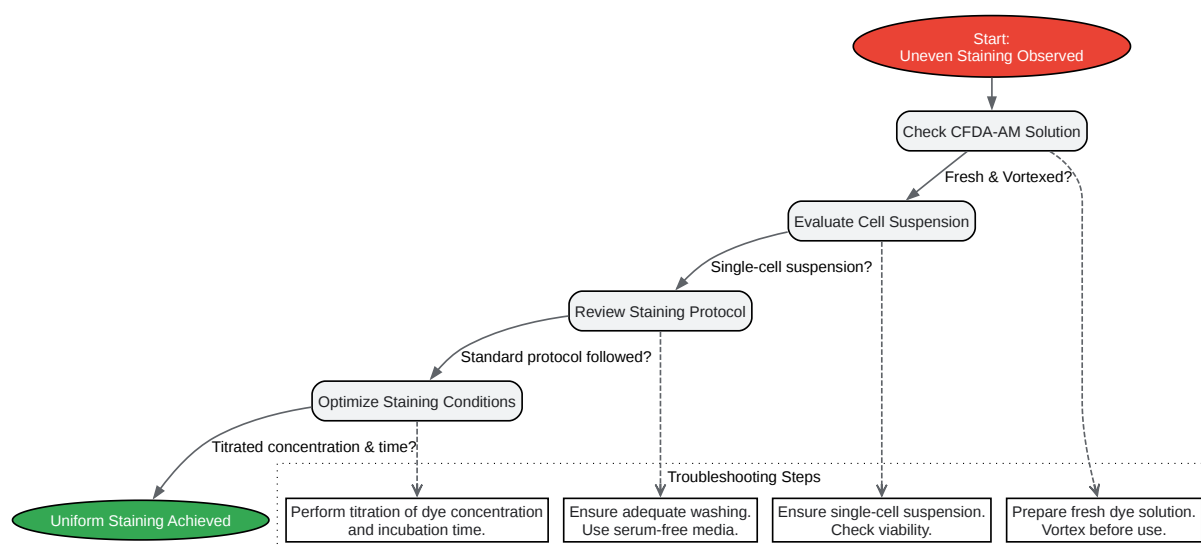 Start:
Uneven Staining Observed
Check CFDA-AM Solution
Fresh & Vortexed?
Evaluate Cell Suspension
Single-cell suspension?
Review Staining Protocol
Standard protocol followed?
Optimize Staining Conditions
Titrated concentration & time?
Troubleshooting Steps
Uniform Staining Achieved
Perform titration of dye concentration
and incubation time.
Ensure adequate washing.
Use serum-free media.
Ensure single-cell suspension.
Check viability.
Prepare fresh dye solution.
Vortex before use.